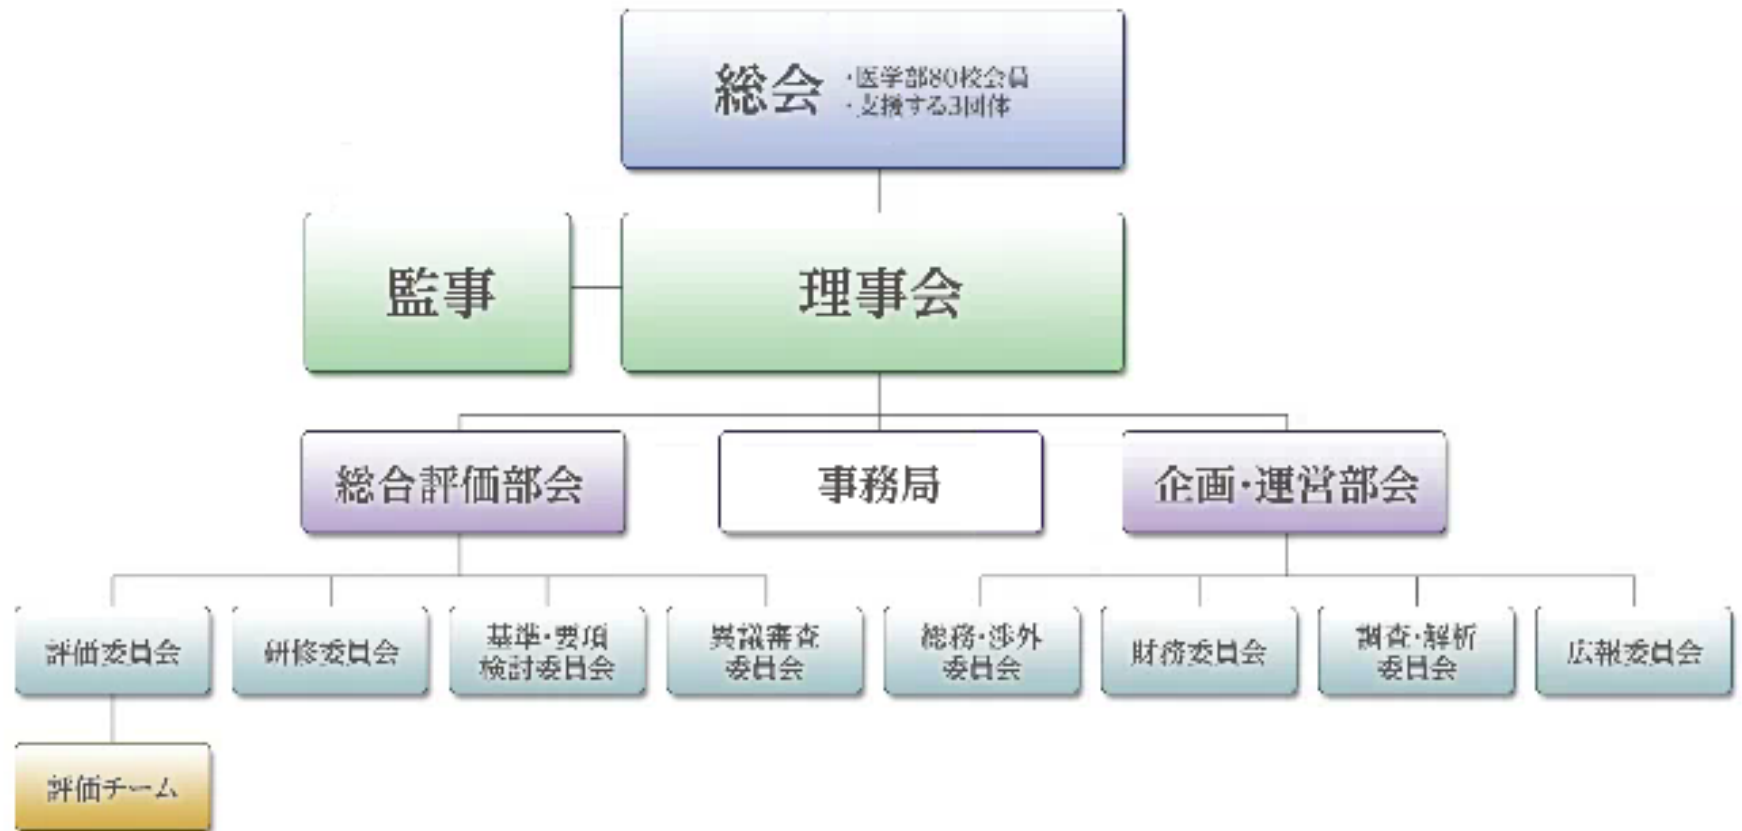 総会
・医学部80校会員
・支援する3団体
監事
理事会
総合評価部会
事務局
企画・運営部会
評価委員会
研修委員会
基準・要項
検討委員会
異議審査
委員会
総務・渉外
委員会
財務委員会
調査・解析
委員会
広報委員会
評価チーム